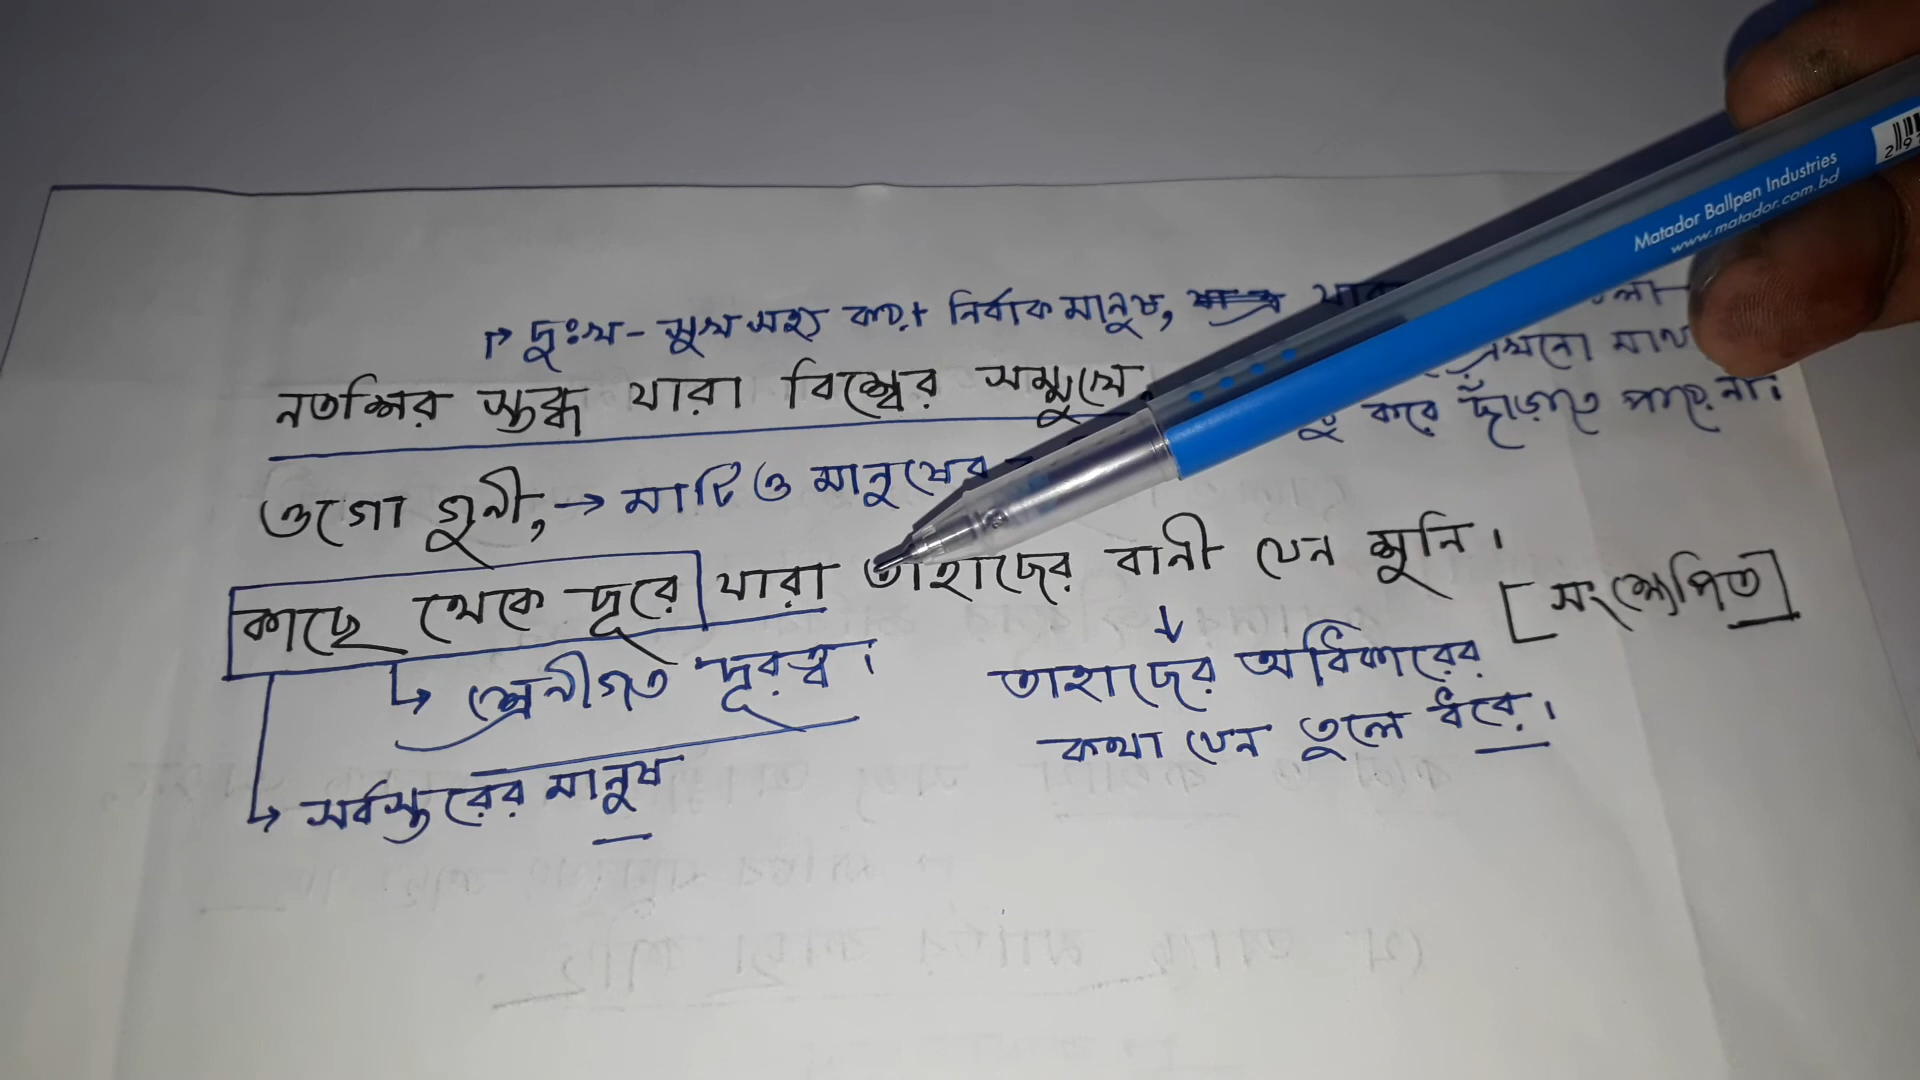 দুঃখ-সুখ সহ্য করা নির্বাক মানুষ,
এখনো
নতশির স্তব্ধ যারা বিশ্বের সম্মুখে
করে দাঁড়াতে পারে না।
ওগো গুনী, → মাটি ও মানুষের
কাছে থেকে দূরে যারা তাহাদের বানী যেন শুনি।
[সংক্ষেপিত]
শ্রেনীগত দূরত্ব।
তাহাদের অধিকারের
কথা যেন তুলে ধরে।
সর্বস্তরের মানুষ
Matador Ballpen Industries
www.matador.com.bd